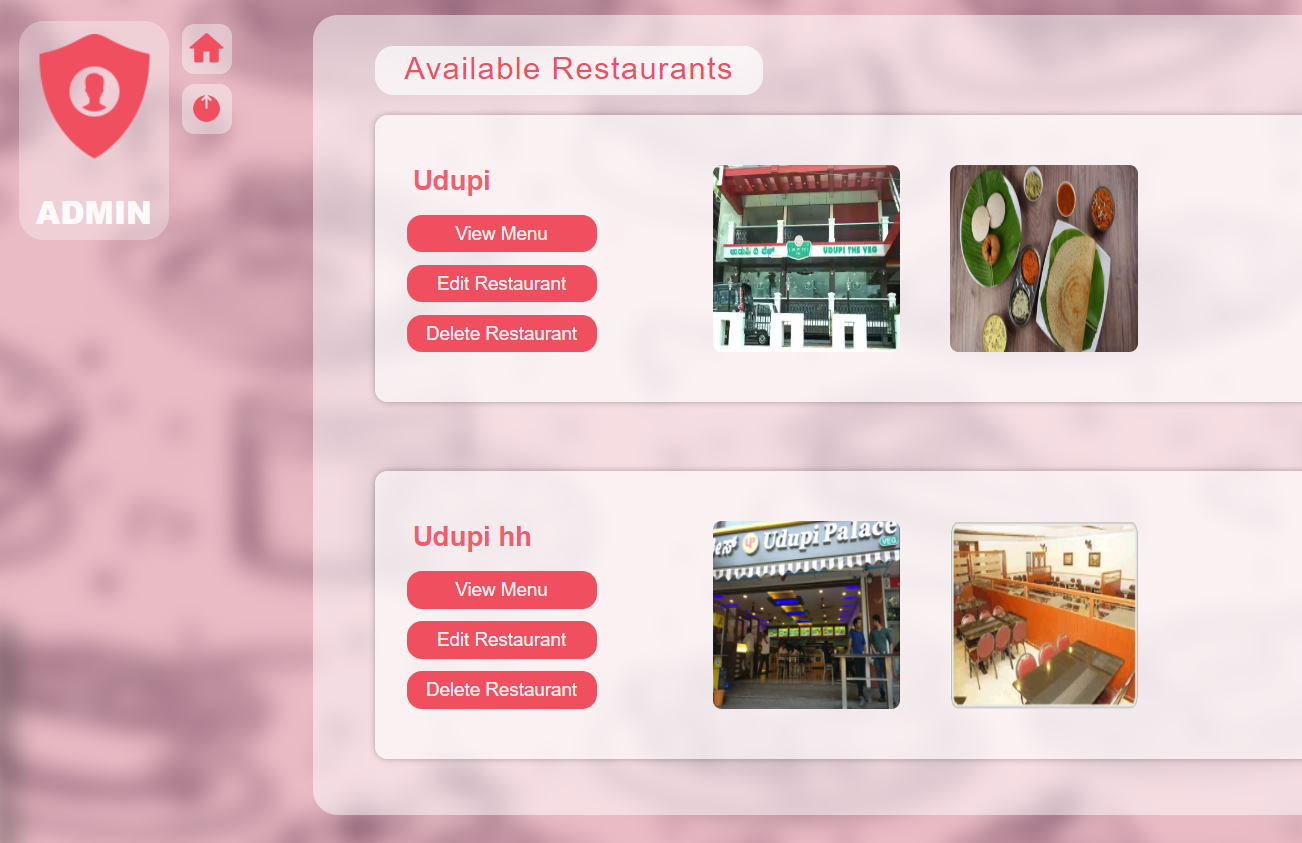 ADMIN
Available Restaurants
Udupi
View Menu
Edit Restaurant
Delete Restaurant
UDUPI THE VEG
Udupi hh
View Menu
Edit Restaurant
Delete Restaurant
UP Udupi Palace
VEG